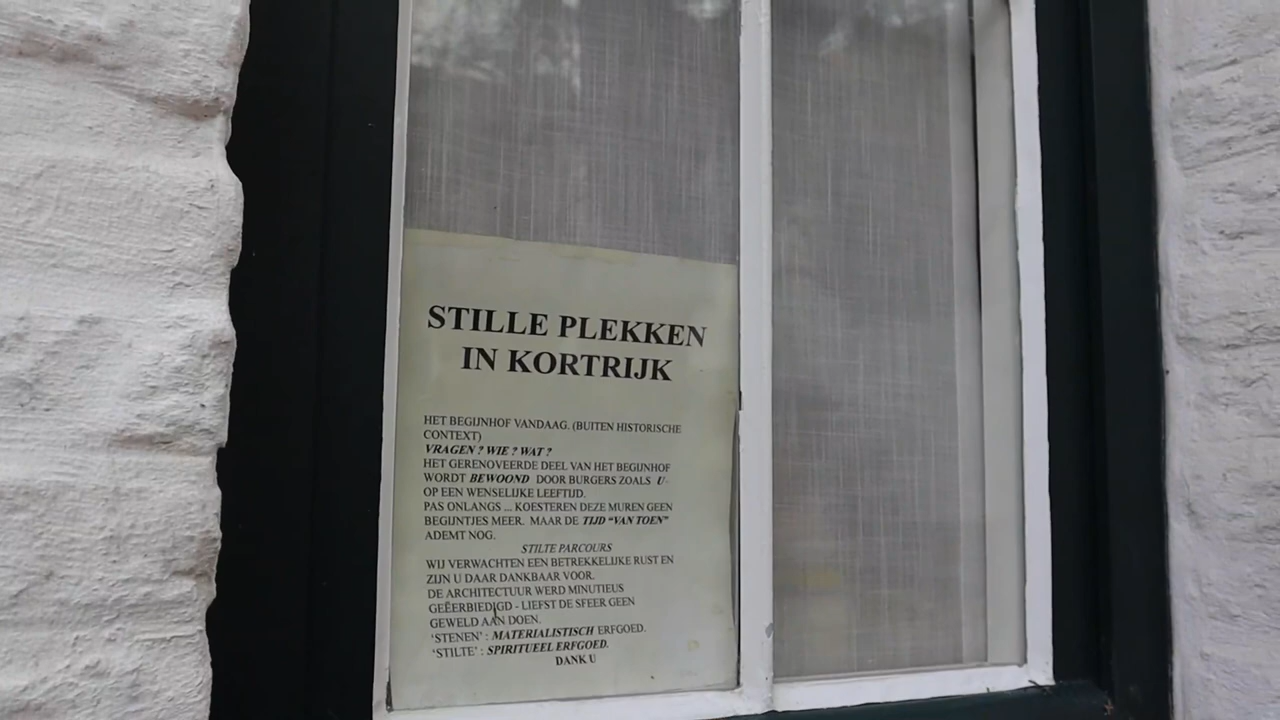 STILLE PLEKKEN
IN KORTRIJK
HET BEGIJNHOF VANDAAG. (BUITEN HISTORISCHE
CONTEXT)
VRAGEN ? WIE ? WAT ?
HET GERENOVEERDE DEEL VAN HET BEGIJNHOF
WORDT BEWOOND DOOR BURGERS ZOALS U
OP EEN WENSELIJKE LEEFTIJD.
PAS ONLANGS ... KOESTEREN DEZE MUREN GEEN
BEGIJNTJES MEER. MAAR DE TIJD “VAN TOEN”
ADEMT NOG.
STILTE PARCOURS
WIJ VERWACHTEN EEN BETREKKELIJKE RUST EN
ZIJN U DAAR DANKBAAR VOOR.
DE ARCHITECTUUR WERD MINUTIEUS
GEËERBIEDIGD - LIEFST DE SFEER GEEN
GEWELD AAN DOEN.
‘STENEN’ : MATERIALISTISCH ERFGOED.
‘STILTE’ : SPIRITUEEL ERFGOED.
DANK U